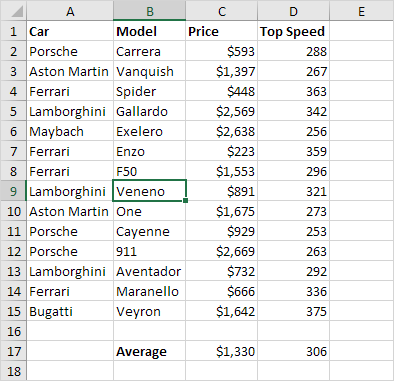 A B C D E
1 Car Model Price Top Speed
2 Porsche Carrera $593 288
3 Aston Martin Vanquish $1,397 267
4 Ferrari Spider $448 363
5 Lamborghini Gallardo $2,569 342
6 Maybach Exelero $2,638 256
7 Ferrari Enzo $223 359
8 Ferrari F50 $1,553 296
9 Lamborghini Veneno $891 321
10 Aston Martin One $1,675 273
11 Porsche Cayenne $929 253
12 Porsche 911 $2,669 263
13 Lamborghini Aventador $732 292
14 Ferrari Maranello $666 336
15 Bugatti Veyron $1,642 375
16
17 Average $1,330 306
18